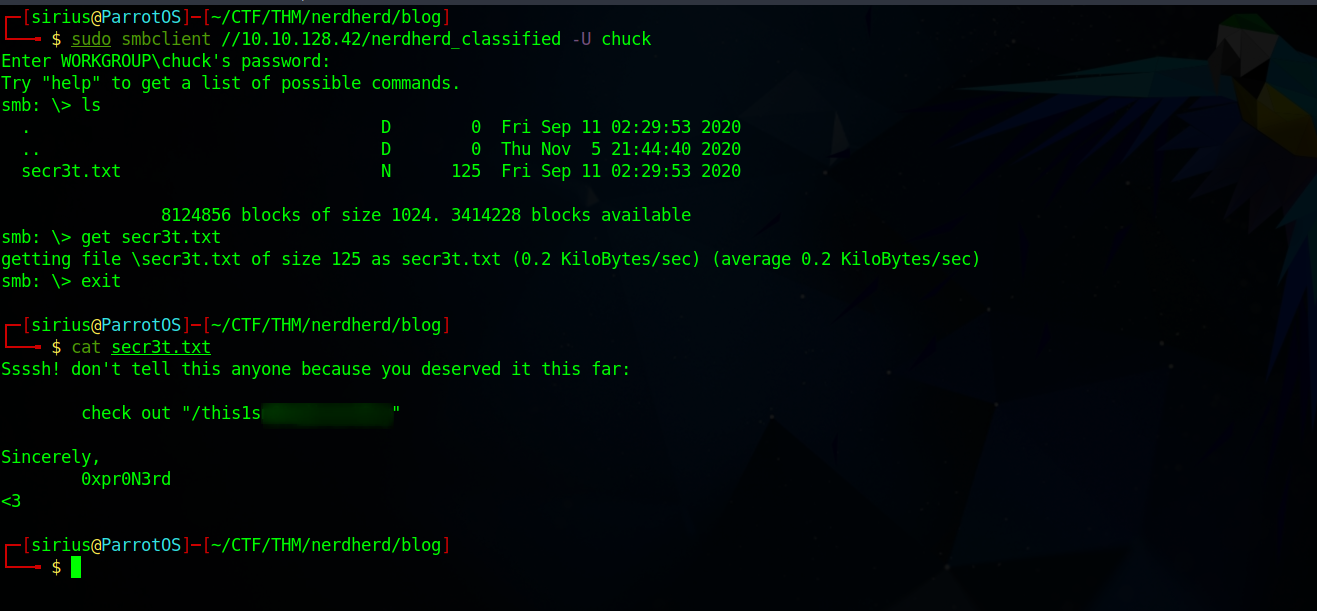 ┌─[sirius@ParrotOS]─[~/CTF/THM/nerdherd/blog]
└──╼ $ sudo smbclient //10.10.128.42/nerdherd_classified -U chuck
Enter WORKGROUP\chuck's password:
Try "help" to get a list of possible commands.
smb: \> ls
  .                                   D        0  Fri Sep 11 02:29:53 2020
  ..                                  D        0  Thu Nov  5 21:44:40 2020
  secr3t.txt                          N      125  Fri Sep 11 02:29:53 2020

                8124856 blocks of size 1024. 3414228 blocks available
smb: \> get secr3t.txt
getting file \secr3t.txt of size 125 as secr3t.txt (0.2 KiloBytes/sec) (average 0.2 KiloBytes/sec)
smb: \> exit

┌─[sirius@ParrotOS]─[~/CTF/THM/nerdherd/blog]
└──╼ $ cat secr3t.txt
Ssssh! don't tell this anyone because you deserved it this far:

        check out "/this1s"

Sincerely,
        0xpr0N3rd
<3

┌─[sirius@ParrotOS]─[~/CTF/THM/nerdherd/blog]
└──╼ $